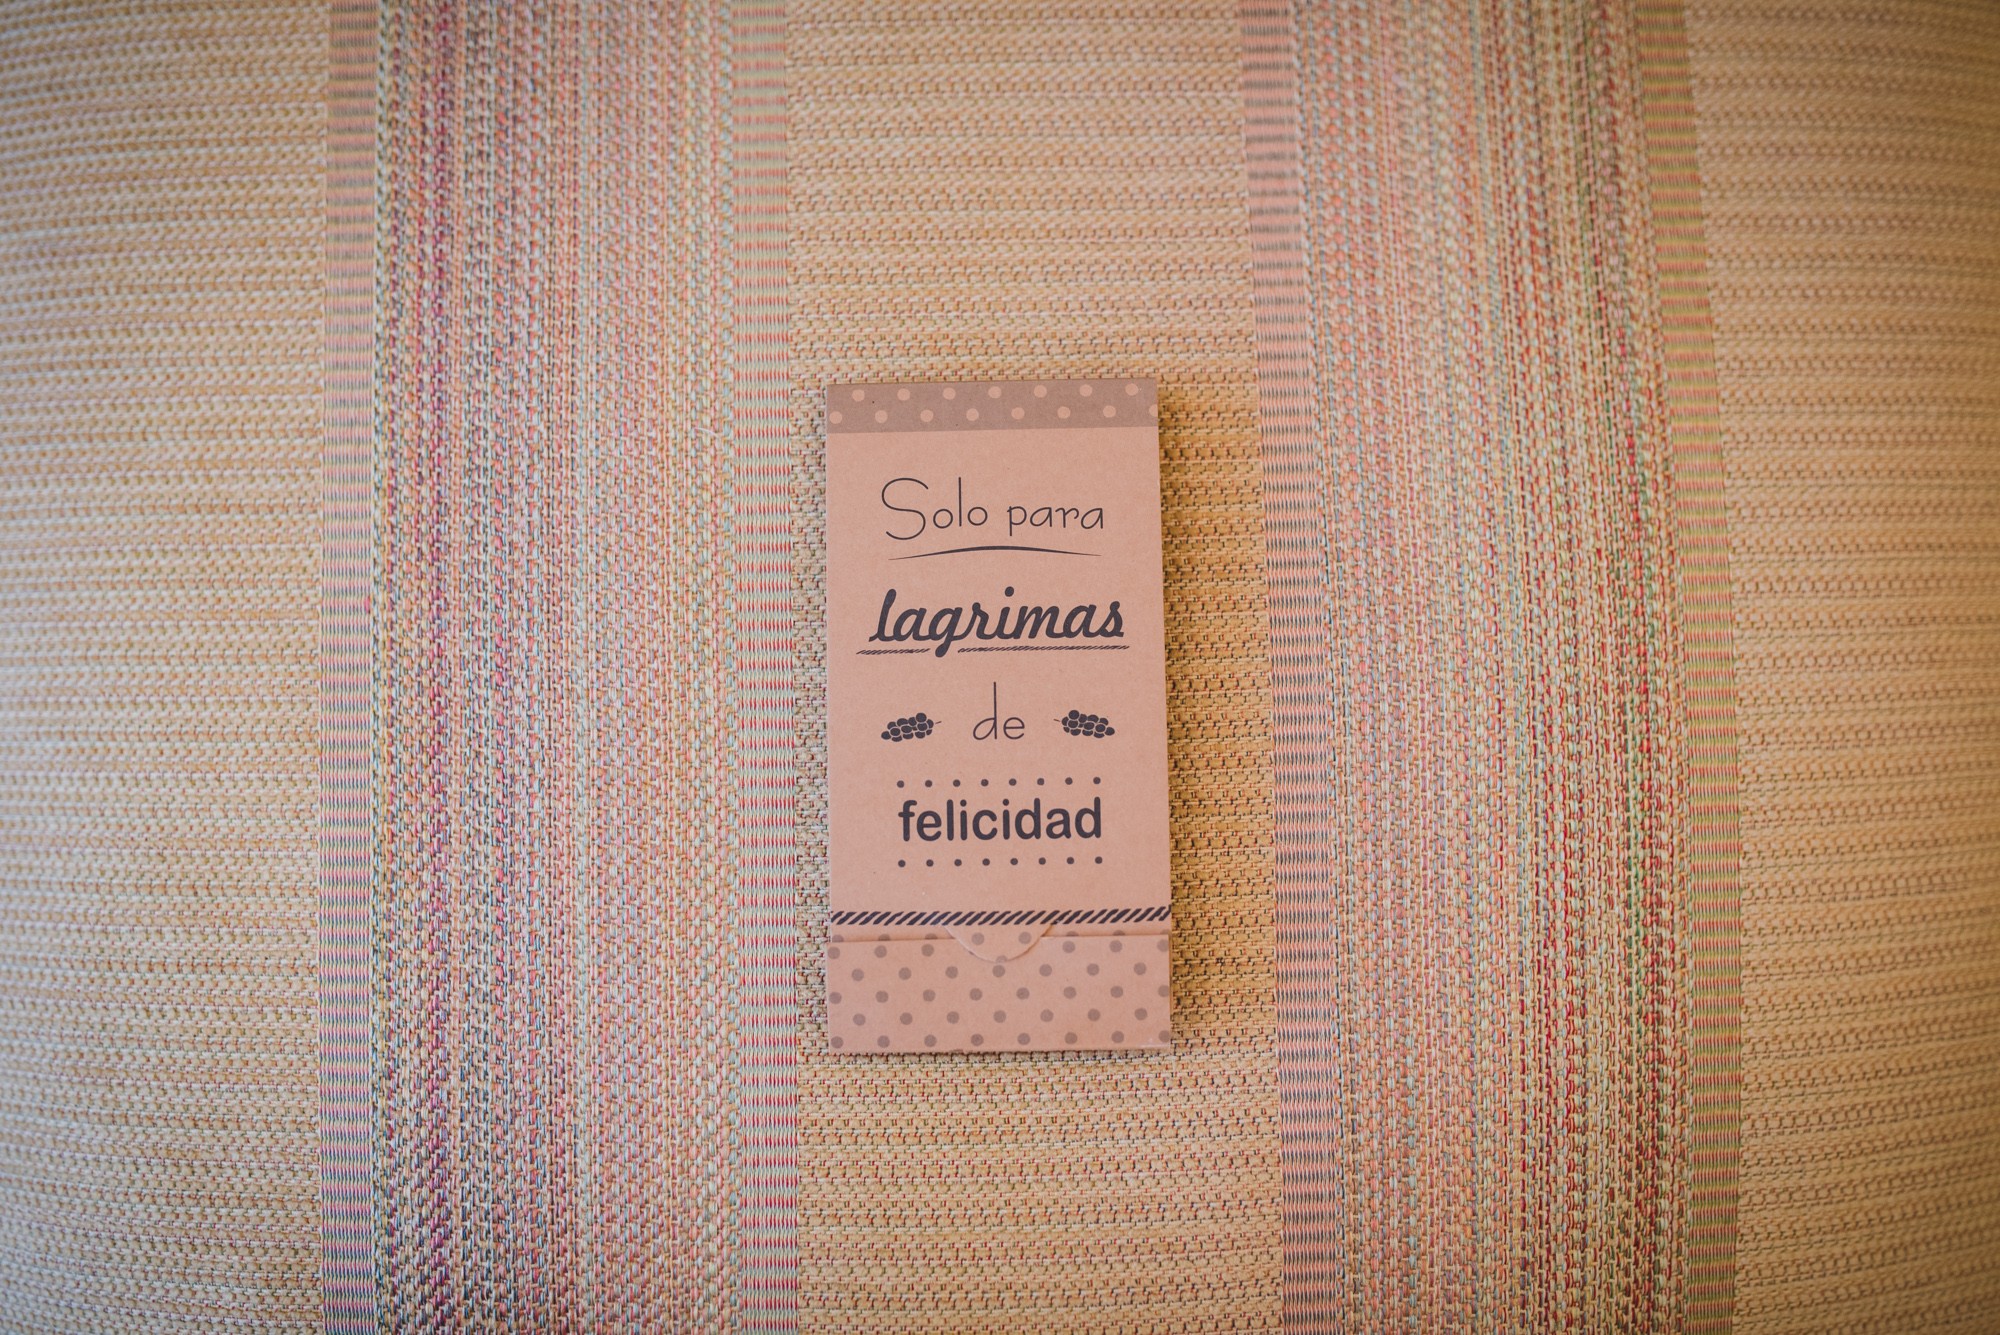 Solo para
lagrimas
de
felicidad